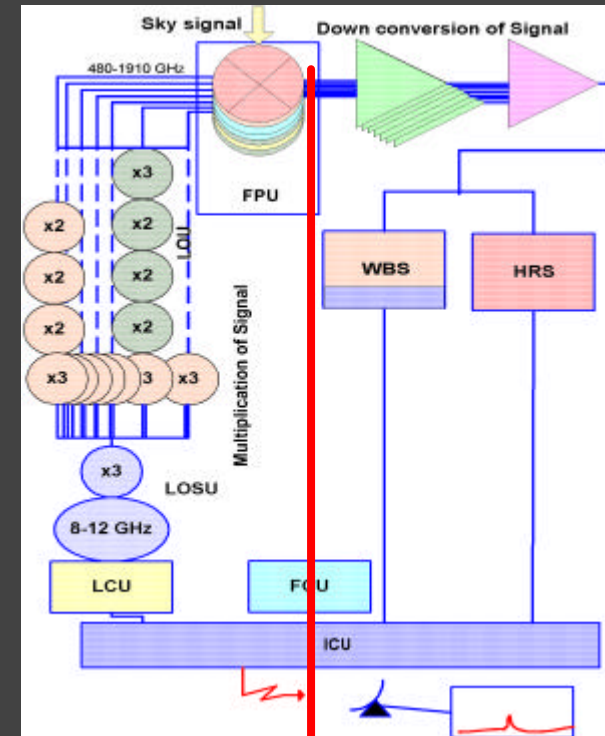 Sky signal
Down conversion of Signal
480-1910 GHz
FPU
x3
x2
x2
LOU
x2
x2
WBS
HRS
x2
x2
Multiplication of Signal
x3
3
x3
x3
LOSU
8-12 GHz
LCU
FCU
ICU